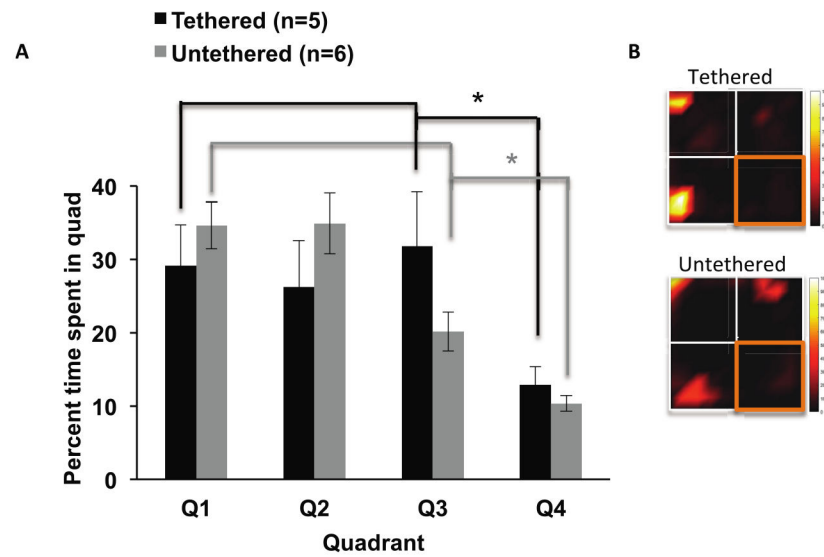 Tethered (n=5)
Untethered (n=6)
A
B
Tethered
Untethered
*
*
Percent time spent in quad
40
30
20
10
0
Q1 Q2 Q3 Q4
Quadrant